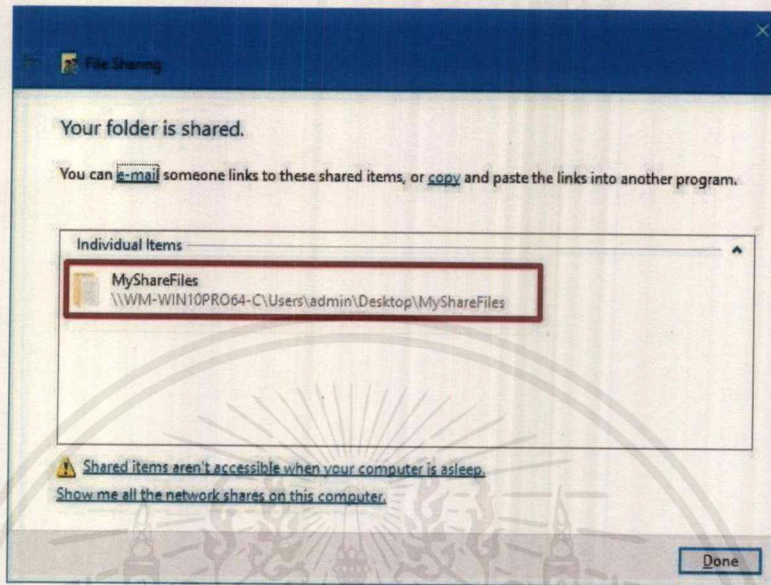 File Sharing
Your folder is shared.
You can e-mail someone links to these shared items, or copy and paste the links into another program.
Individual Items
MyShareFiles
\\WM-WIN10PRO64-C\Users\admin\Desktop\MyShareFiles
Shared items aren't accessible when your computer is asleep.
Show me all the network shares on this computer.
Done